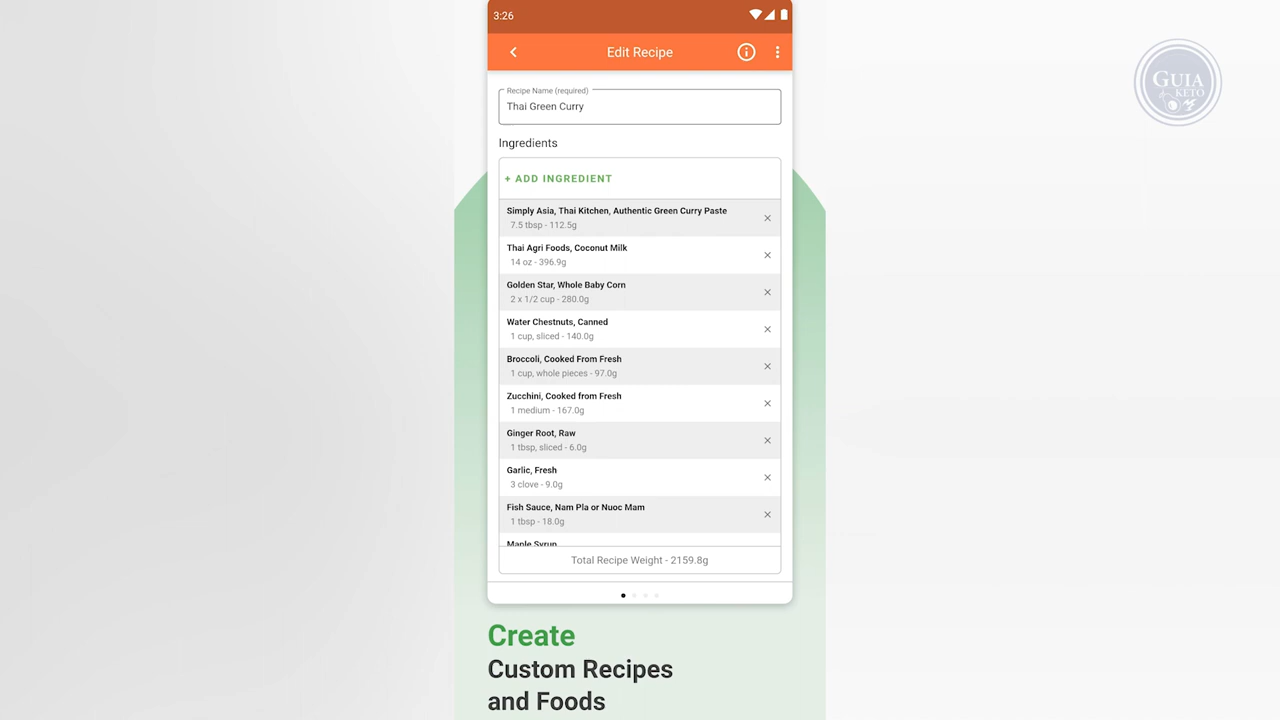 3:26
Edit Recipe
Recipe Name (required)
Thai Green Curry
Ingredients
+ ADD INGREDIENT
Simply Asia, Thai Kitchen, Authentic Green Curry Paste
7.5 tbsp - 112.5g
Thai Agri Foods, Coconut Milk
14 oz - 396.9g
Golden Star, Whole Baby Corn
2 x 1/2 cup - 280.0g
Water Chestnuts, Canned
1 cup, sliced - 140.0g
Broccoli, Cooked From Fresh
1 cup, whole pieces - 97.0g
Zucchini, Cooked from Fresh
1 medium - 167.0g
Ginger Root, Raw
1 tbsp, sliced - 6.0g
Garlic, Fresh
3 clove - 9.0g
Fish Sauce, Nam Pla or Nuoc Mam
1 tbsp - 18.0g
Maple Syrup
Total Recipe Weight - 2159.8g
Create
Custom Recipes
and Foods
GUIA
KETO